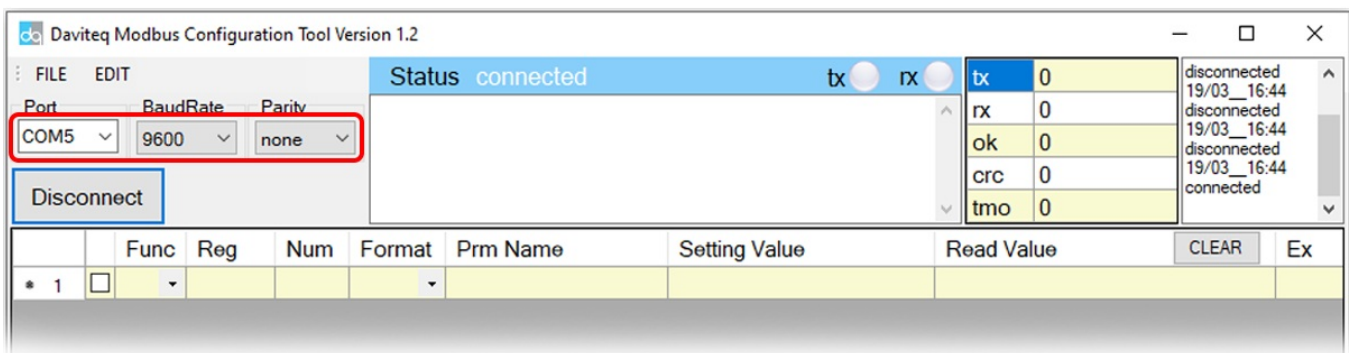 dq Daviteq Modbus Configuration Tool Version 1.2
FILE EDIT
Port BaudRate Parity
COM5 9600 none
Disconnect
Status connected tx rx
tx 0
rx 0
ok 0
crc 0
tmo 0
disconnected
19/03__16:44
disconnected
19/03__16:44
disconnected
19/03__16:44
connected
Func Reg Num Format Prm Name Setting Value Read Value CLEAR Ex
* 1